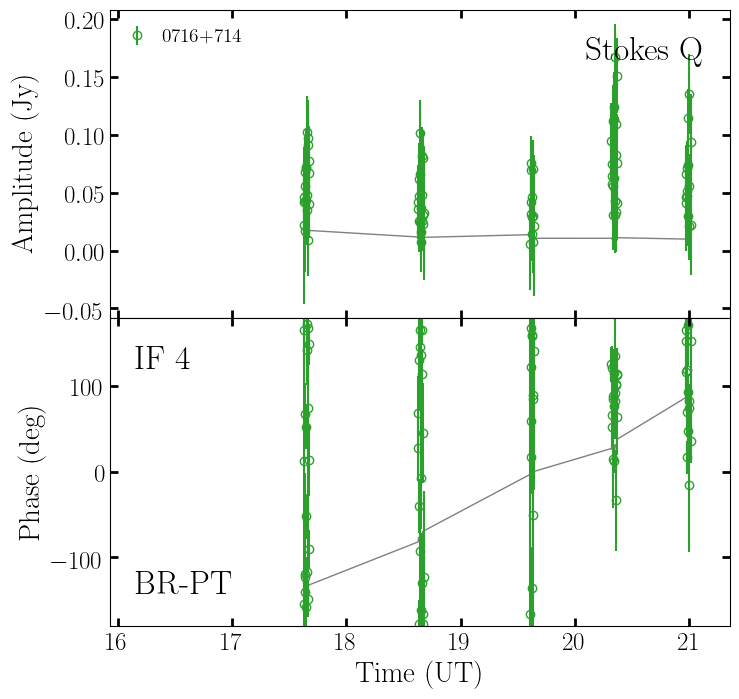 0.20
0716+714
Stokes Q
0.15
0.10
0.05
0.00
−0.05
Amplitude (Jy)
IF 4
100
0
−100
Phase (deg)
BR-PT
16 17 18 19 20 21
Time (UT)